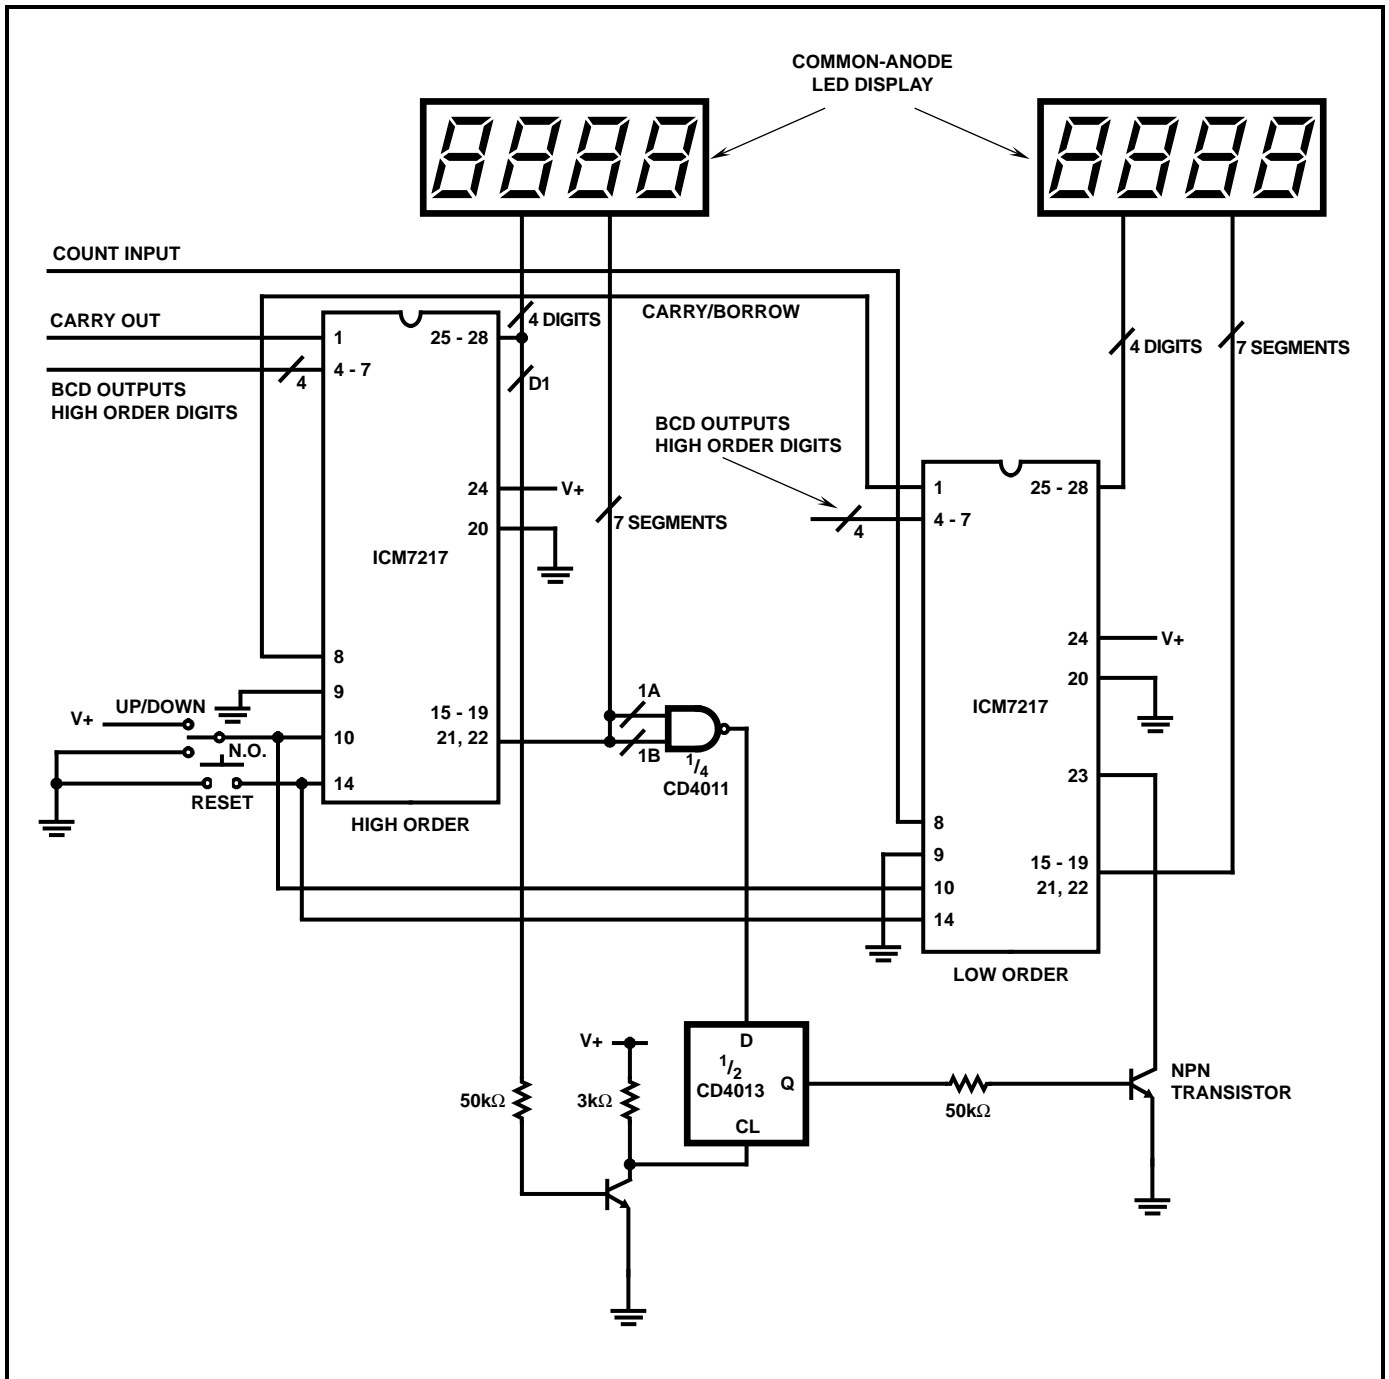 COMMON-ANODE
LED DISPLAY
COUNT INPUT
CARRY/BORROW
CARRY OUT
4 DIGITS
4 DIGITS
7 SEGMENTS
1
25 - 28
4 - 7
4
D1
BCD OUTPUTS
HIGH ORDER DIGITS
BCD OUTPUTS
HIGH ORDER DIGITS
24
V+
20
7 SEGMENTS
ICM7217
1
25 - 28
4 - 7
4
8
9
UP/DOWN
V+
10
N.O.
14
RESET
15 - 19
21, 22
HIGH ORDER
1A
1B
1/4
CD4011
24
V+
20
ICM7217
23
8
9
10
14
15 - 19
21, 22
LOW ORDER
V+
50kΩ
3kΩ
D
1/2
CD4013
Q
CL
50kΩ
NPN
TRANSISTOR